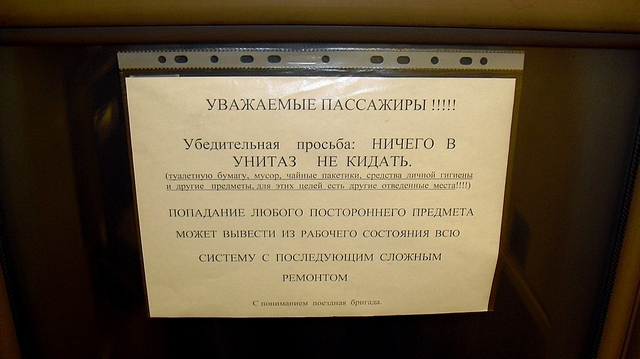 УВАЖАЕМЫЕ ПАССАЖИРЫ !!!!!
Убедительная просьба: НИЧЕГО В
УНИТАЗ НЕ КИДАТЬ.
(туалетную бумагу, мусор, чайные пакетики, средства личной гигиены
и другие предметы, для этих целей есть другие отведенные места!!!!)
ПОПАДАНИЕ ЛЮБОГО ПОСТОРОННЕГО ПРЕДМЕТА
МОЖЕТ ВЫВЕСТИ ИЗ РАБОЧЕГО СОСТОЯНИЯ ВСЮ
СИСТЕМУ С ПОСЛЕДУЮЩИМ СЛОЖНЫМ
РЕМОНТОМ
С пониманием поездная бригада.